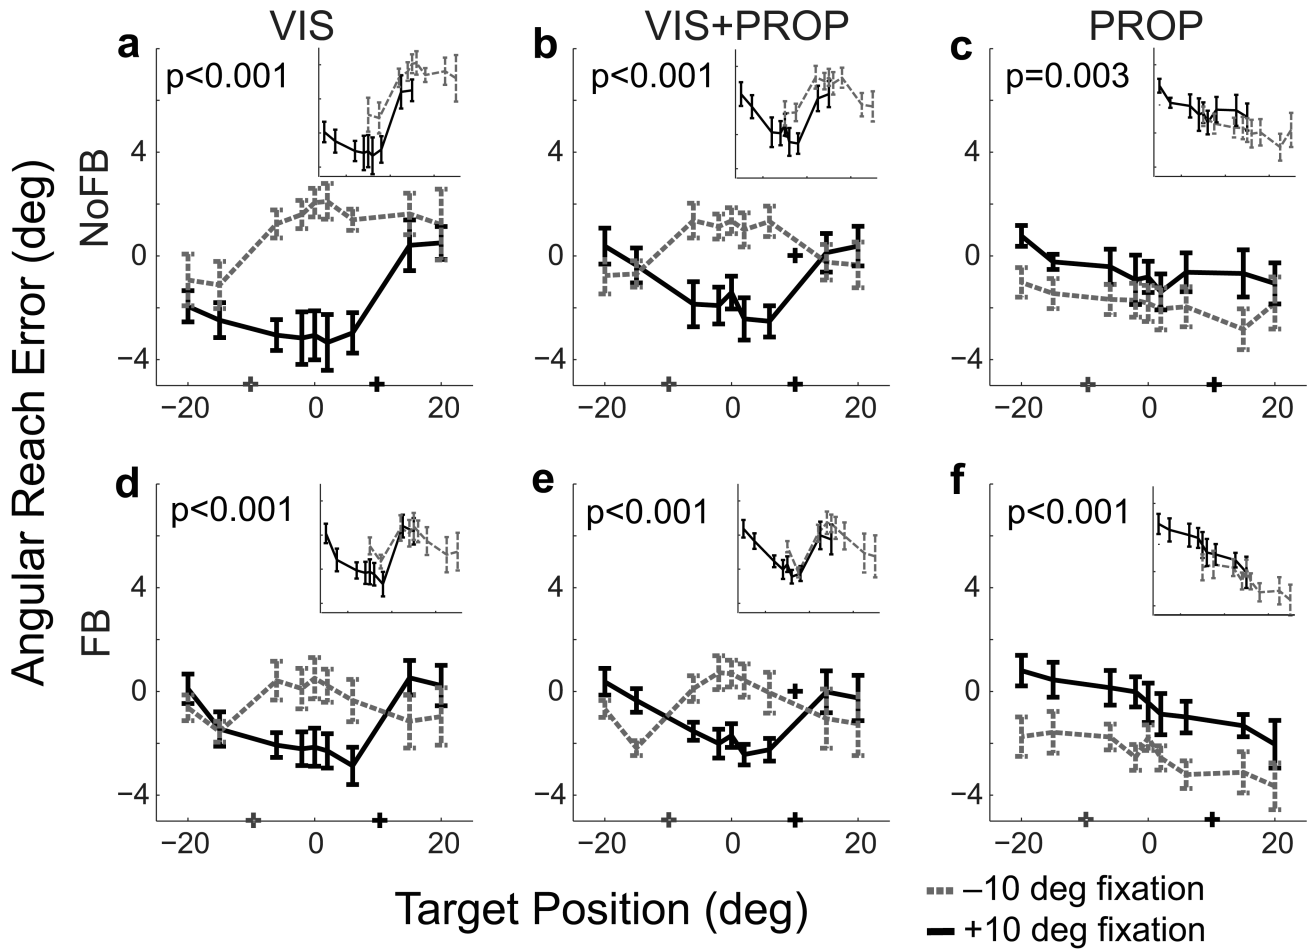 VIS
VIS+PROP
PROP
a
b
c
p<0.001
p<0.001
p=0.003
NoFB
4
0
−4
4
0
−4
4
0
−4
−20
0
20
−20
0
20
−20
0
20
Angular Reach Error (deg)
d
e
f
p<0.001
p<0.001
p<0.001
FB
4
0
−4
4
0
−4
4
0
−4
−20
0
20
−20
0
20
−20
0
20
Target Position (deg)
−10 deg fixation
+10 deg fixation